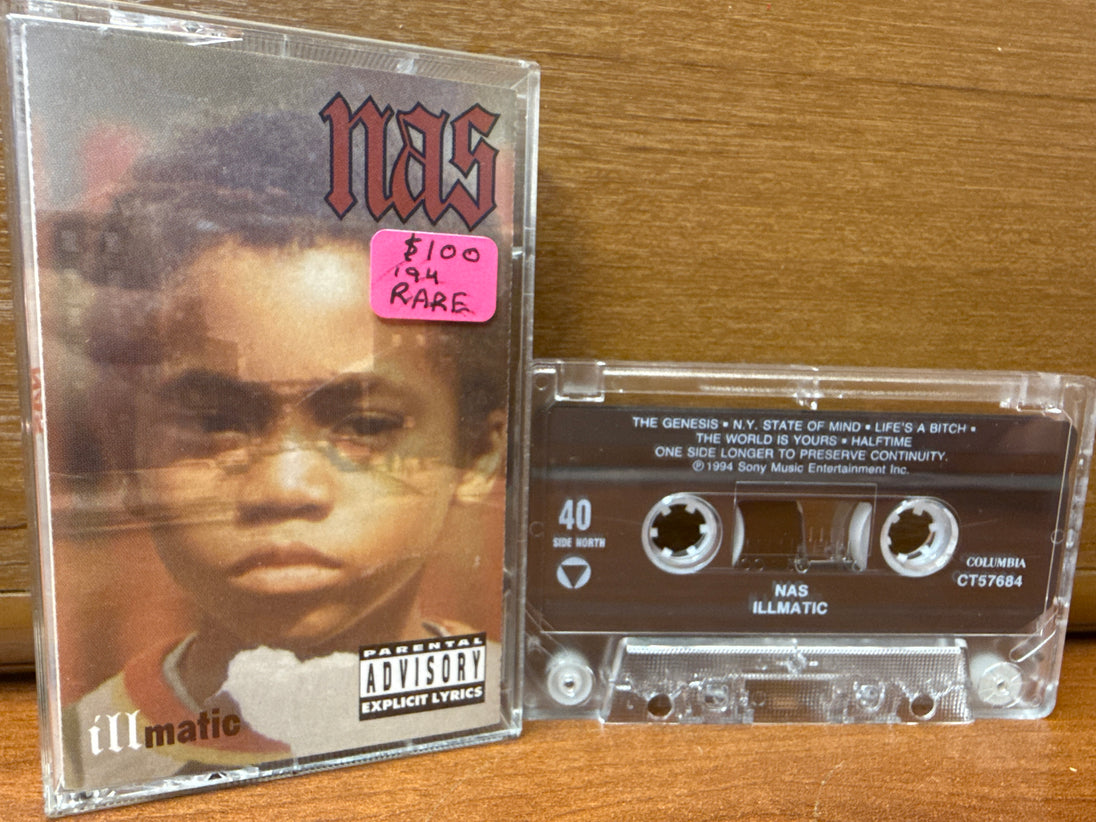 nas
$100
'94
RARE
PARENTAL
ADVISORY
EXPLICIT LYRICS
illmatic
THE GENESIS ▪ N.Y. STATE OF MIND ▪ LIFE'S A BITCH ▪
THE WORLD IS YOURS ▪ HALFTIME
ONE SIDE LONGER TO PRESERVE CONTINUITY.
℗ 1994 Sony Music Entertainment Inc.
40
SIDE NORTH
COLUMBIA
CT57684
NAS
ILLMATIC